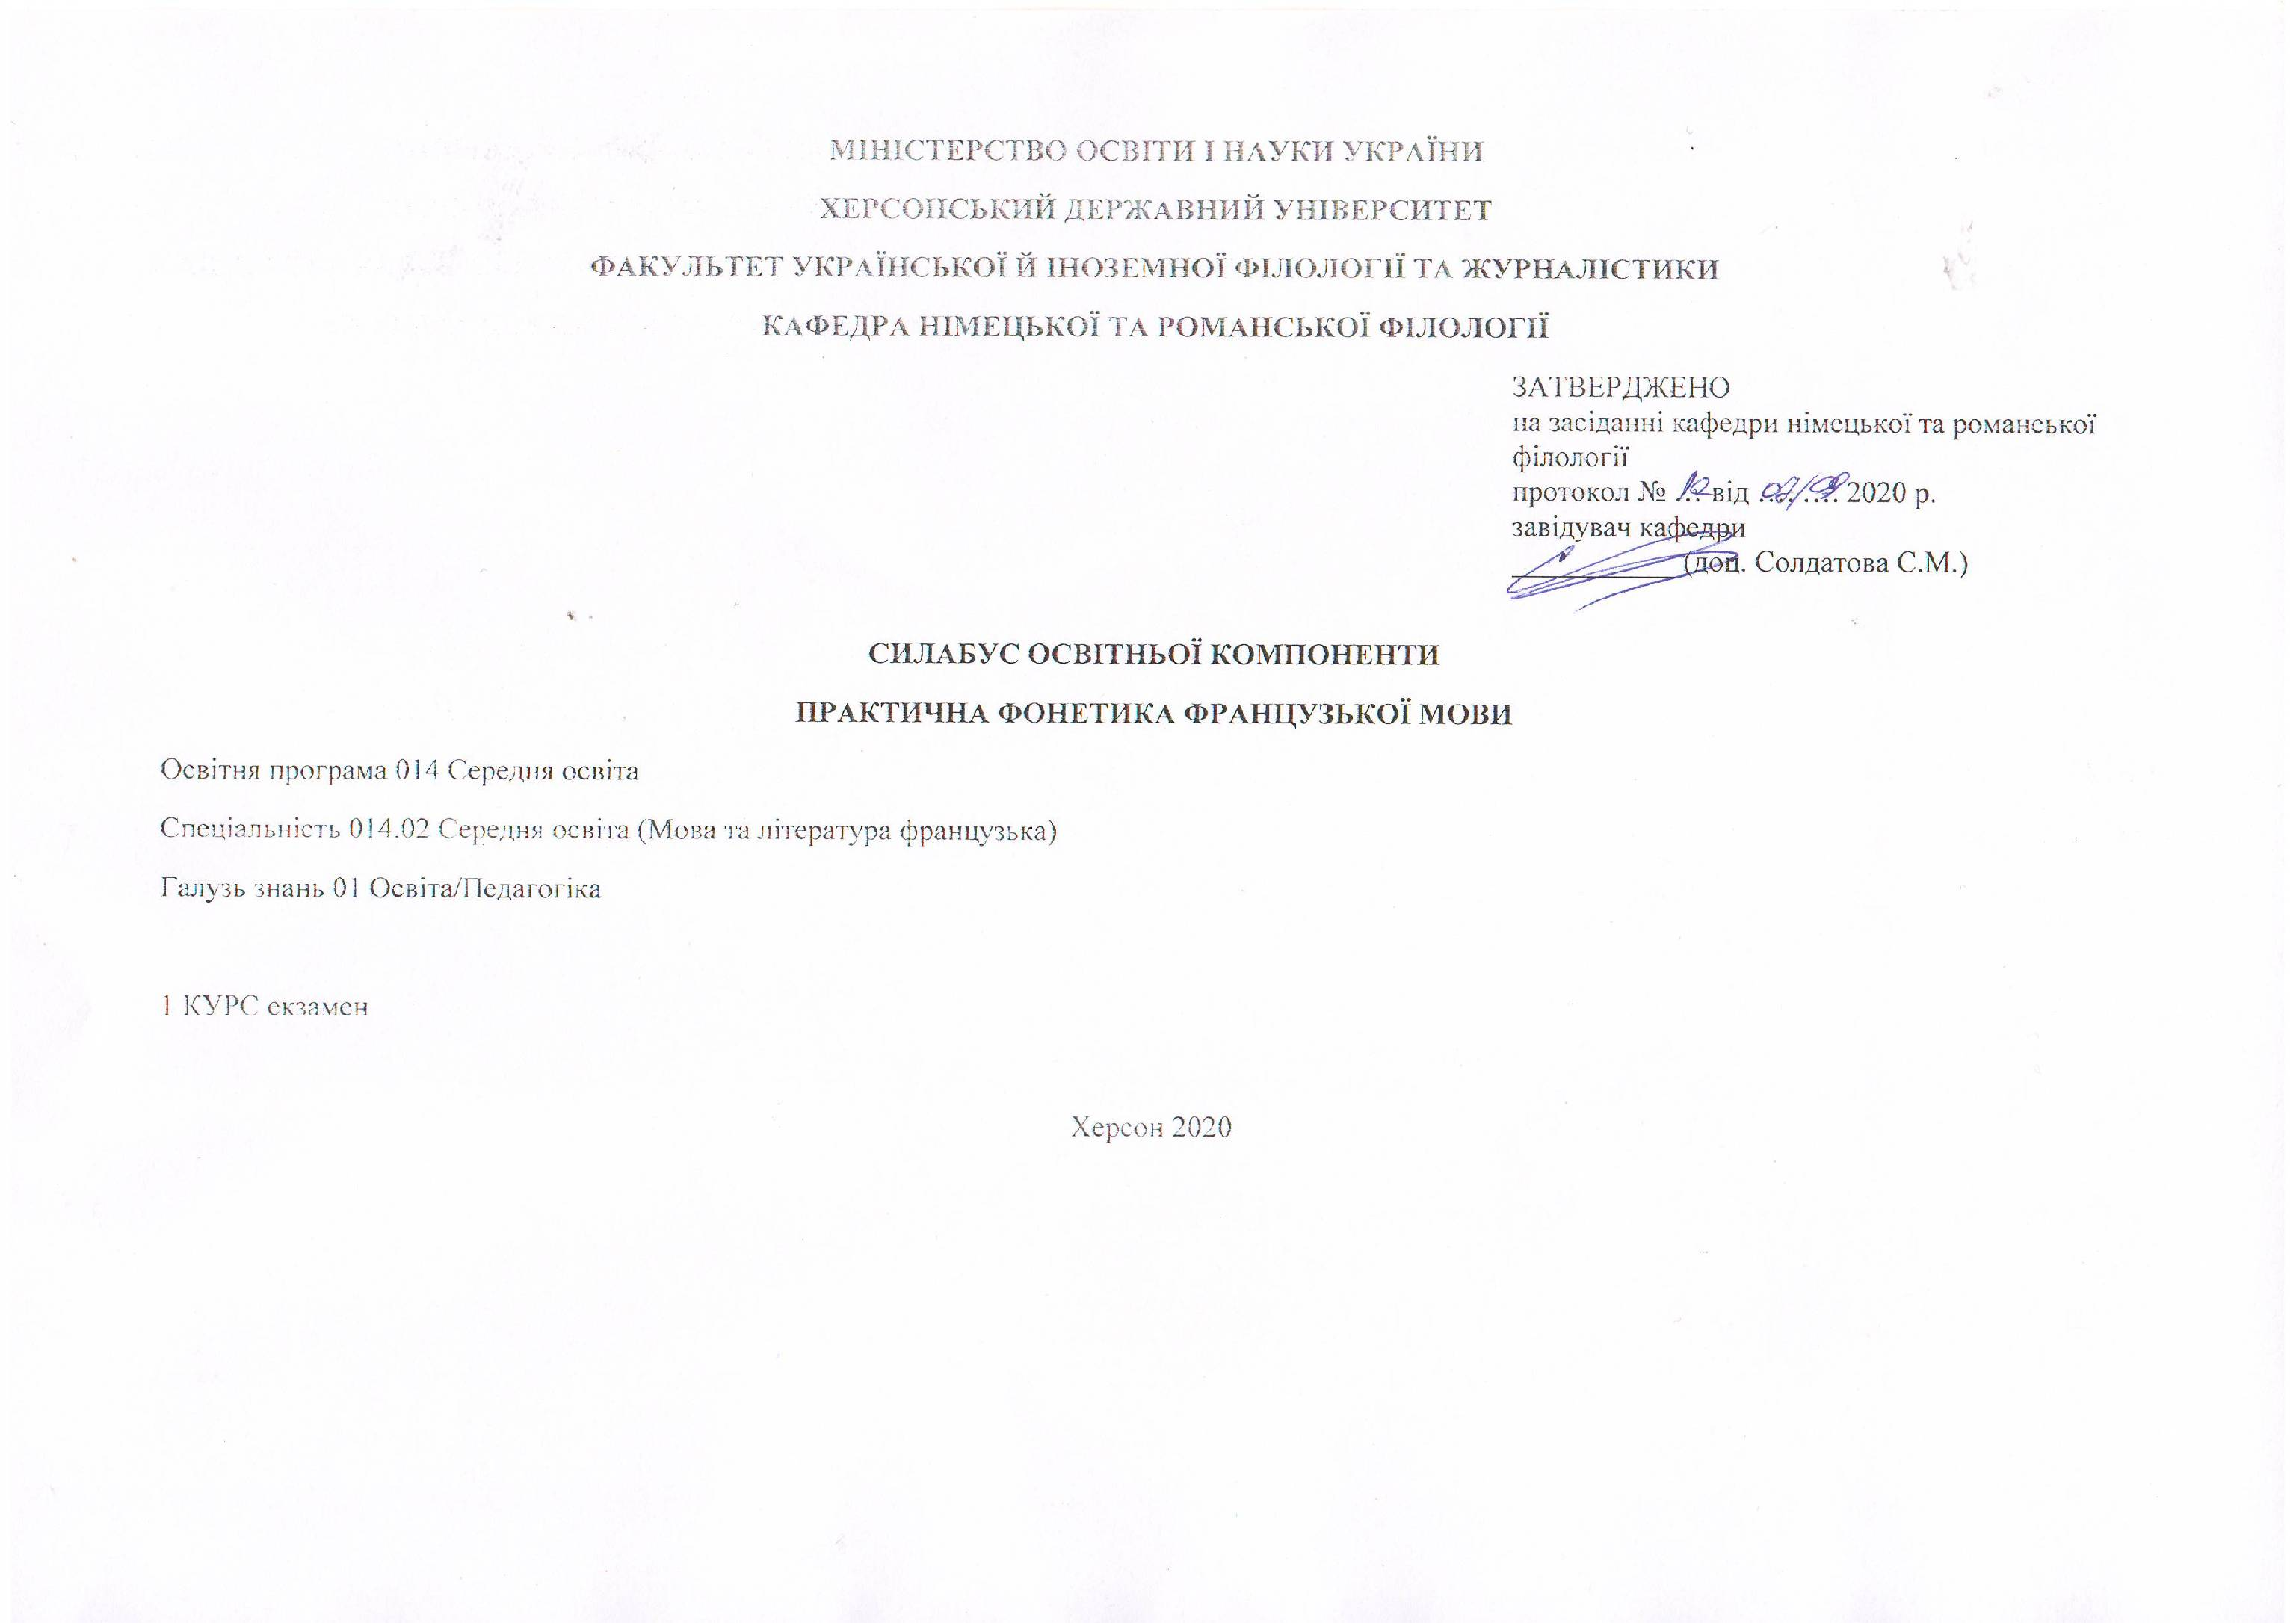 МІНІСТЕРСТВО ОСВІТИ І НАУКИ УКРАЇНИ
ХЕРСОНСЬКИЙ ДЕРЖАВНИЙ УНІВЕРСИТЕТ
ФАКУЛЬТЕТ УКРАЇНСЬКОЇ Й ІНОЗЕМНОЇ ФІЛОЛОГІЇ ТА ЖУРНАЛІСТИКИ
КАФЕДРА НІМЕЦЬКОЇ ТА РОМАНСЬКОЇ ФІЛОЛОГІЇ
ЗАТВЕРДЖЕНО
на засіданні кафедри німецької та романської
філології
протокол № від 2020 р.
завідувач кафедри
(доц. Солдатова С.М.)
СИЛАБУС ОСВІТНЬОЇ КОМПОНЕНТИ
ПРАКТИЧНА ФОНЕТИКА ФРАНЦУЗЬКОЇ МОВИ
Освітня програма 014 Середня освіта
Спеціальність 014.02 Середня освіта (Мова та література французька)
Галузь знань 01 Освіта/Педагогіка
1 КУРС екзамен
Херсон 2020